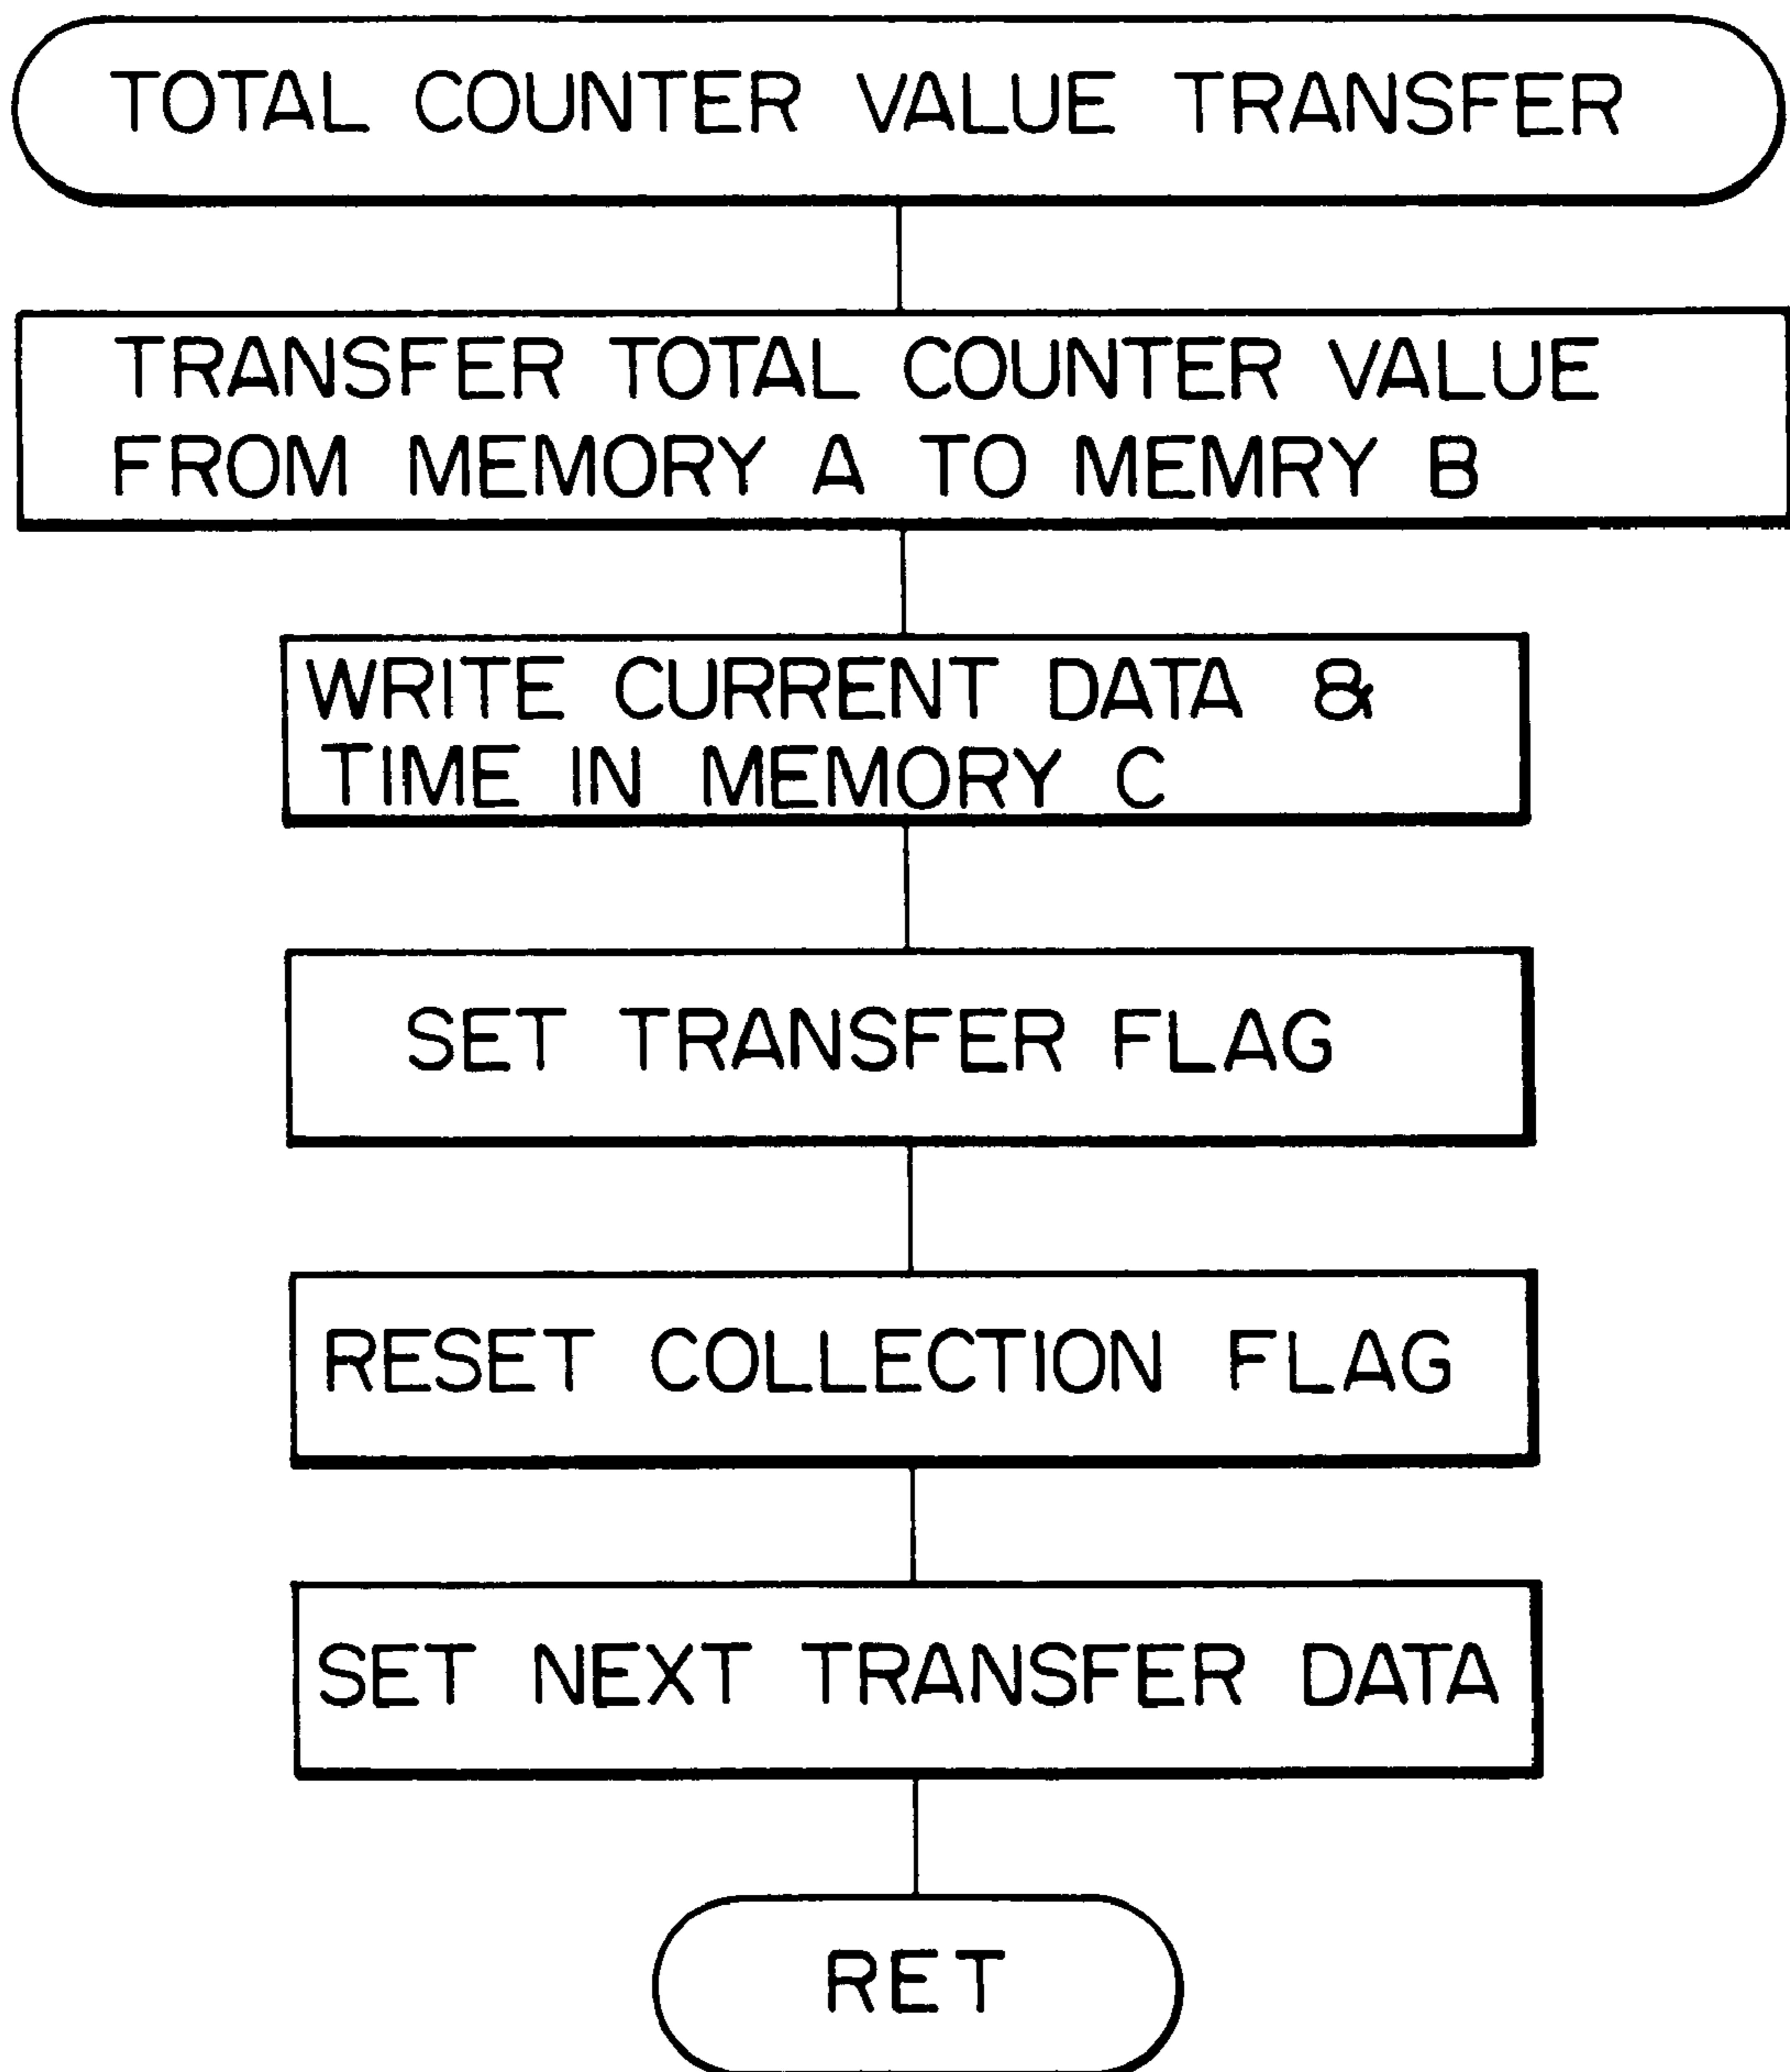 TOTAL COUNTER VALUE TRANSFER
TRANSFER TOTAL COUNTER VALUE
FROM MEMORY A TO MEMRY B
WRITE CURRENT DATA &
TIME IN MEMORY C
SET TRANSFER FLAG
RESET COLLECTION FLAG
SET NEXT TRANSFER DATA
RET